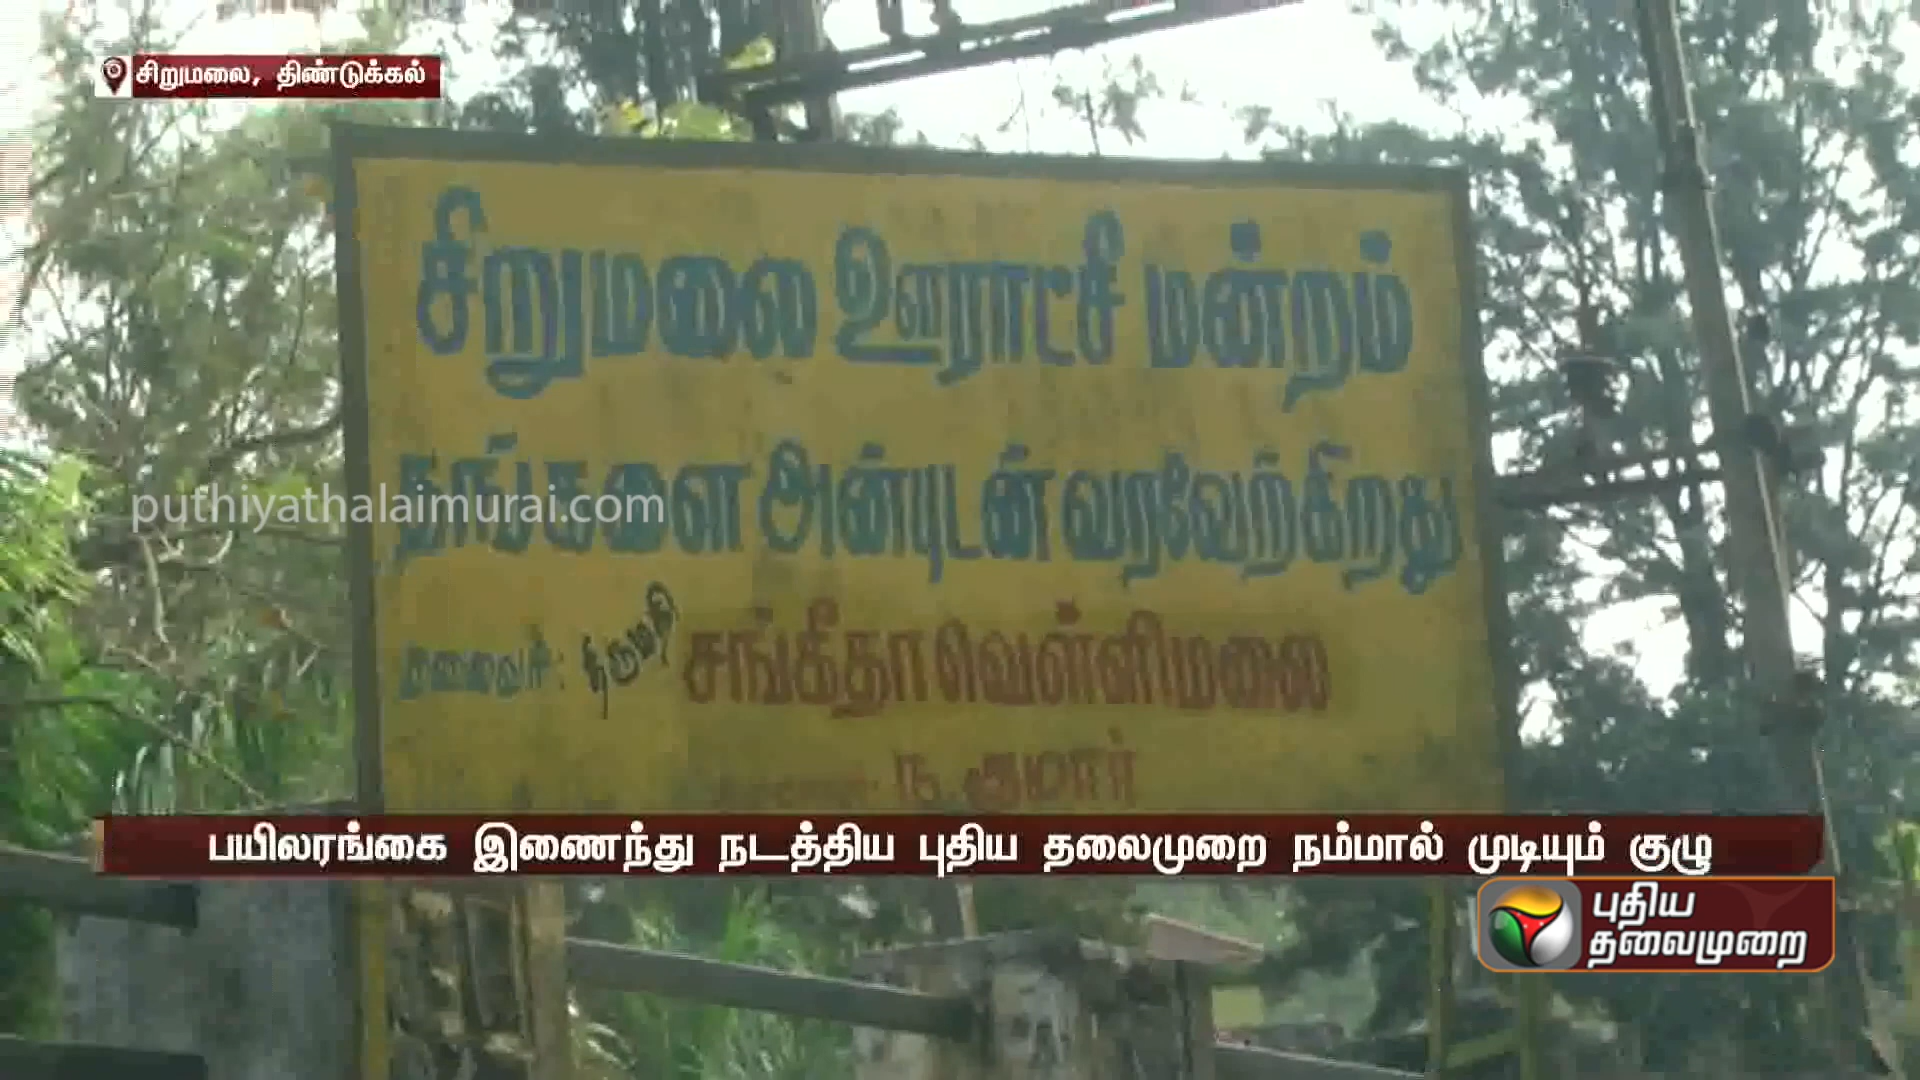 சிறுமலை, திண்டுக்கல்
சிறுமலை ஊராட்சி மன்றம்
தங்களை அன்புடன் வரவேற்கிறது
puthiyathalaimurai.com
தலைவர்: திருமதி சங்கீதா வெள்ளிமலை
ந. குமார்
பயிலரங்கை இணைந்து நடத்திய புதிய தலைமுறை நம்மால் முடியும் குழு
புதிய
தலைமுறை